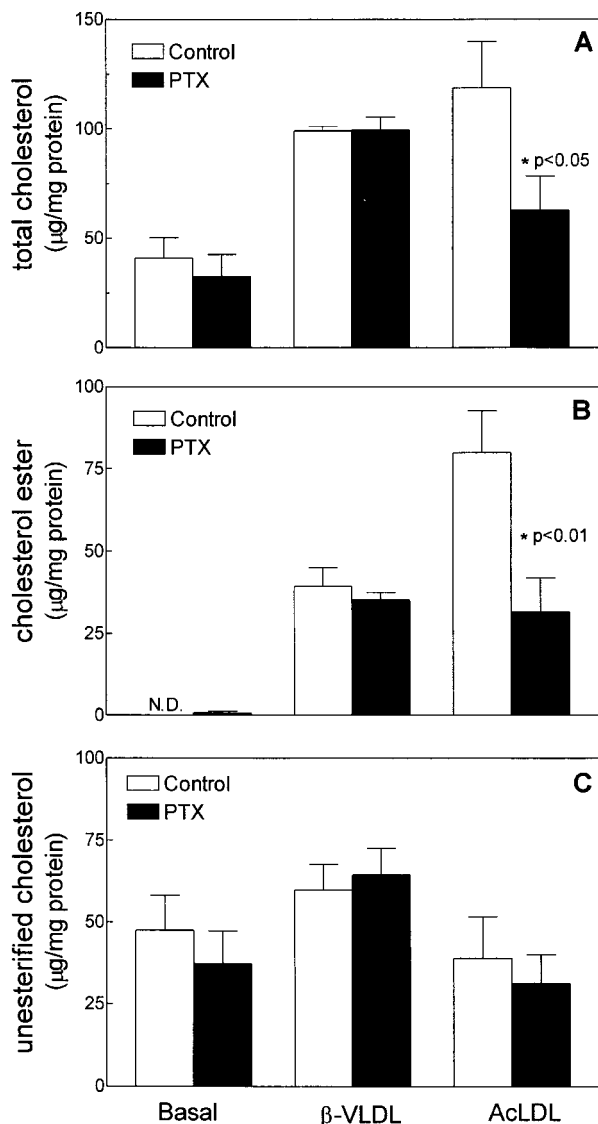 A
Control
PTX
150
100
50
0
total cholesterol
(μg/mg protein)
* p<0.05
B
Control
PTX
100
75
50
25
0
cholesterol ester
(μg/mg protein)
N.D.
* p<0.01
C
Control
PTX
100
75
50
25
0
unesterified cholesterol
(μg/mg protein)
Basal
β-VLDL
AcLDL